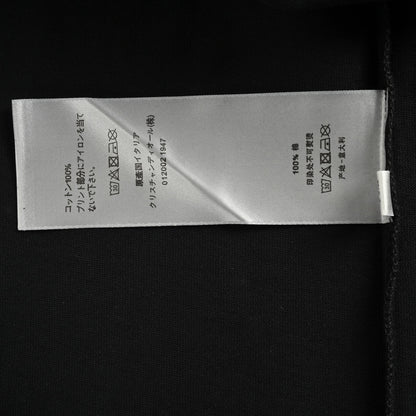 コットン100%
プリント部分にアイロンを当て
ないで下さい。
30
原産国イタリア
クリスチャンディオール(株)
0120021947
100% 棉
印染处不可熨烫
30
产地 - 意大利